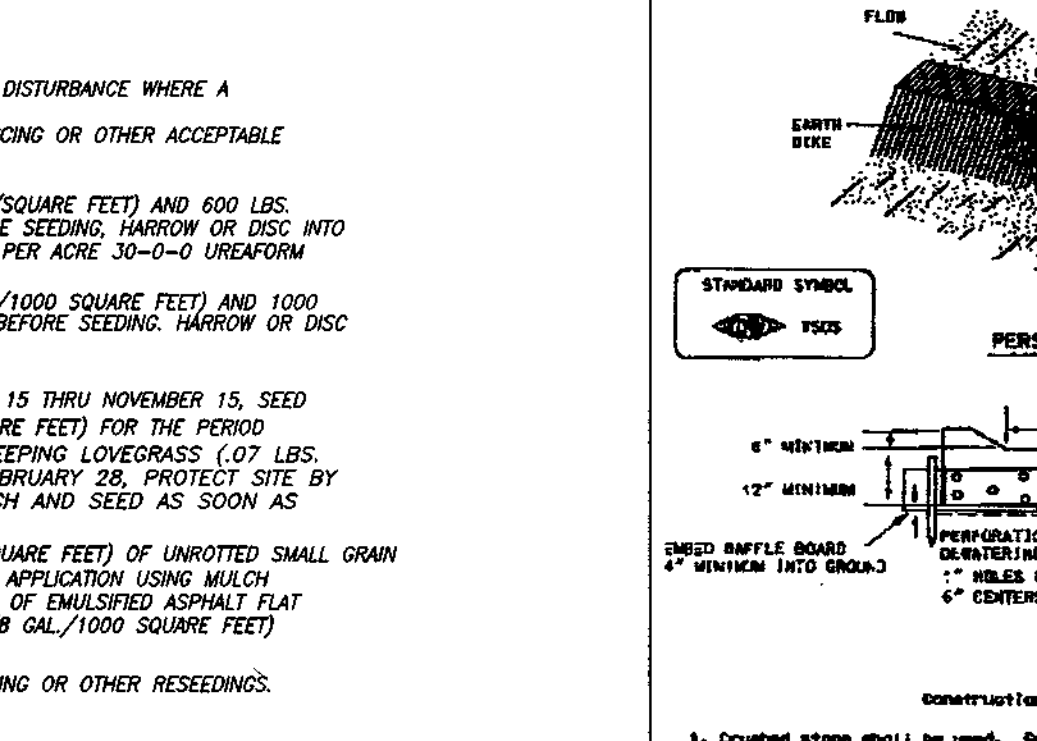 DISTURBANCE WHERE A
CING OR OTHER ACCEPTABLE
/SQUARE FEET) AND 600 LBS.
E SEEDING, HARROW OR DISC INTO
PER ACRE 30-0-0 UREAFORM
/1000 SQUARE FEET) AND 1000
BEFORE SEEDING. HARROW OR DISC
15 THRU NOVEMBER 15, SEED
RE FEET) FOR THE PERIOD
EEPING LOVEGRASS (.07 LBS.
BRUARY 28, PROTECT SITE BY
CH AND SEED AS SOON AS
UARE FEET) OF UNROTTED SMALL GRAIN
APPLICATION USING MULCH
OF EMULSIFIED ASPHALT FLAT
8 GAL./1000 SQUARE FEET)
ING OR OTHER RESEEDINGS.
FLOW
EARTH
DIKE
STANDARD SYMBOL
TSOS
PERS
6" MINIMUM
12" MINIMUM
EMBED BAFFLE BOARD
4" MINIMUM INTO GROUND
PERFORATIO
DEWATERIN
1" HOLES
6" CENTERS
Constructio
1. Crushed stone shall be used.